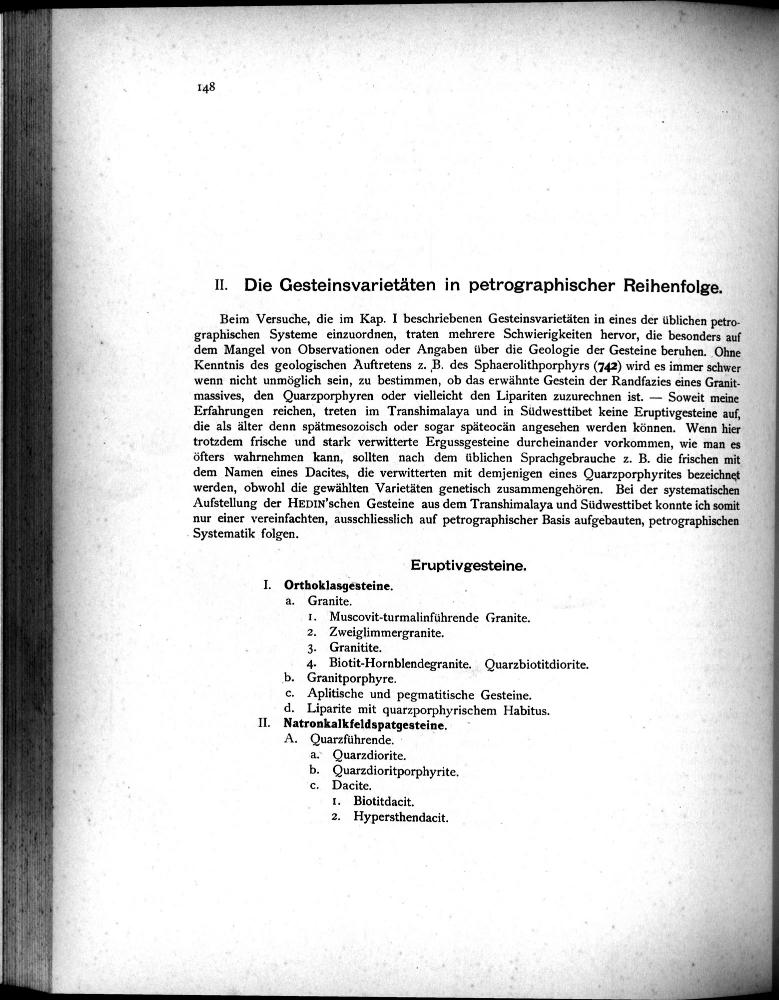 148
II. Die Gesteinsvarietäten in petrographischer Reihenfolge.
Beim Versuche, die im Kap. I beschriebenen Gesteinsvarietäten in eines der üblichen petro-
graphischen Systeme einzuordnen, traten mehrere Schwierigkeiten hervor, die besonders auf
dem Mangel von Observationen oder Angaben über die Geologie der Gesteine beruhen. Ohne
Kenntnis des geologischen Auftretens z. B. des Sphaerolithporphyrs (742) wird es immer schwer
wenn nicht unmöglich sein, zu bestimmen, ob das erwähnte Gestein der Randfazies eines Granit-
massives, den Quarzporphyren oder vielleicht den Lipariten zuzurechnen ist. — Soweit meine
Erfahrungen reichen, treten im Transhimalaya und in Südwesttibet keine Eruptivgesteine auf,
die als älter denn spätmesozoisch oder sogar späteocän angesehen werden können. Wenn hier
trotzdem frische und stark verwitterte Ergussgesteine durcheinander vorkommen, wie man es
öfters wahrnehmen kann, sollten nach dem üblichen Sprachgebrauche z. B. die frischen mit
dem Namen eines Dacites, die verwitterten mit demjenigen eines Quarzporphyrites bezeichnet
werden, obwohl die gewählten Varietäten genetisch zusammengehören. Bei der systematischen
Aufstellung der HEDIN'schen Gesteine aus dem Transhimalaya und Südwesttibet konnte ich somit
nur einer vereinfachten, ausschliesslich auf petrographischer Basis aufgebauten, petrographischen
Systematik folgen.
Eruptivgesteine.
I. Orthoklasgesteine.
a. Granite.
1. Muscovit-turmalinführende Granite.
2. Zweiglimmergranite.
3. Granitite.
4. Biotit-Hornblendegranite. Quarzbiotitdiorite.
b. Granitporphyre.
c. Aplitische und pegmatitische Gesteine.
d. Liparite mit quarzporphyrischem Habitus.
II. Natronkalkfeldspatgesteine.
A. Quarzführende.
a. Quarzdiorite.
b. Quarzdioritporphyrite.
c. Dacite.
1. Biotitdacit.
2. Hypersthendacit.